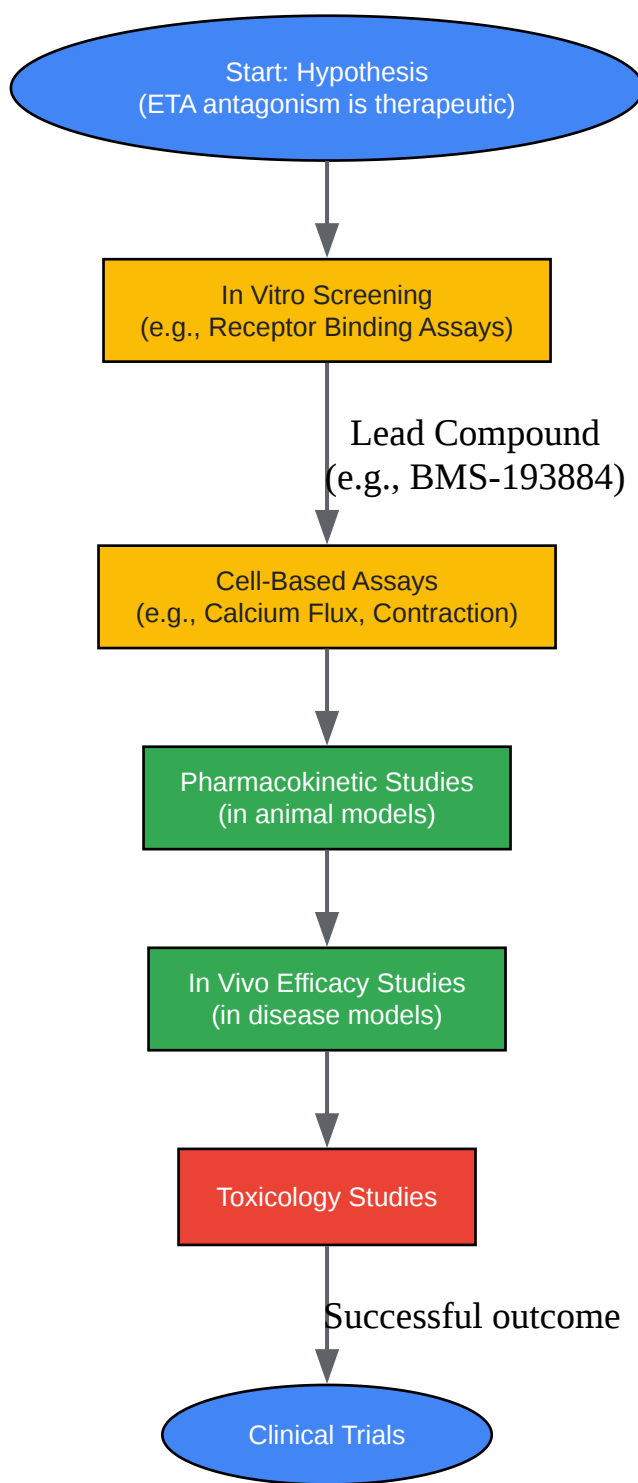 Start: Hypothesis
(ETA antagonism is therapeutic)
In Vitro Screening
(e.g., Receptor Binding Assays)
Lead Compound
(e.g., BMS-193884)
Cell-Based Assays
(e.g., Calcium Flux, Contraction)
Pharmacokinetic Studies
(in animal models)
In Vivo Efficacy Studies
(in disease models)
Toxicology Studies
Successful outcome
Clinical Trials